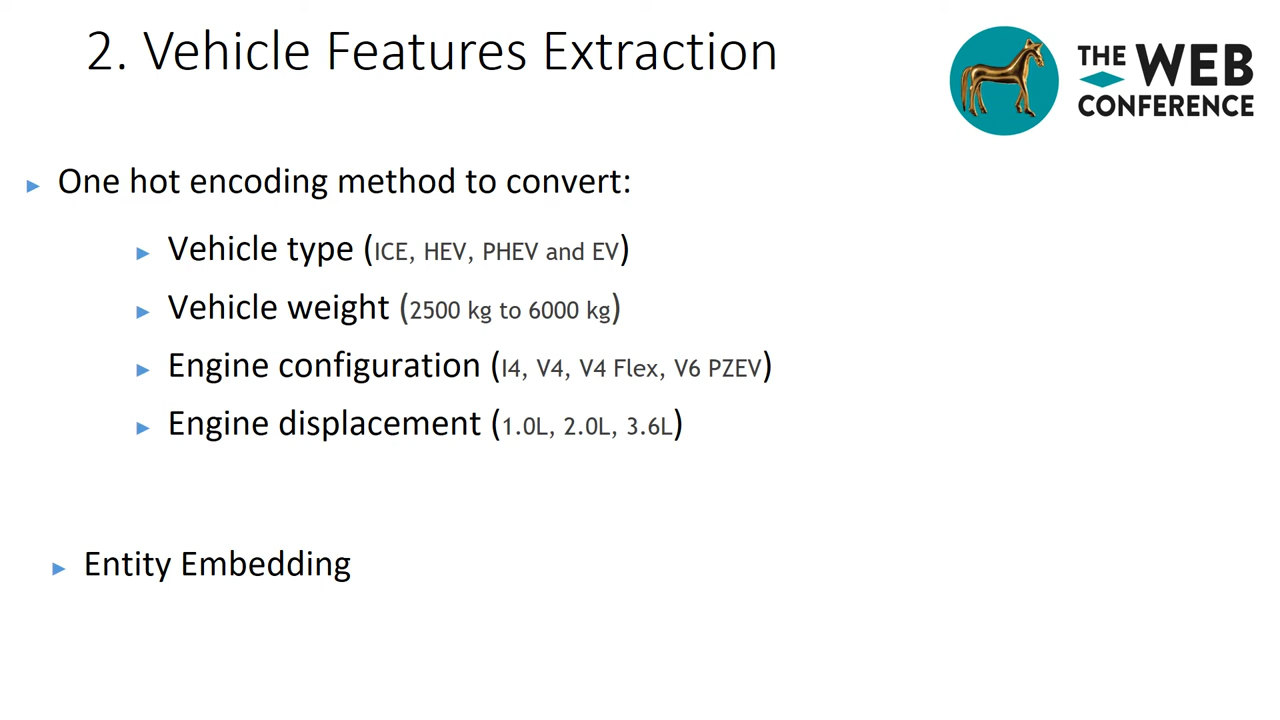 2. Vehicle Features Extraction
THE WEB
CONFERENCE
One hot encoding method to convert:
Vehicle type (ICE, HEV, PHEV and EV)
Vehicle weight (2500 kg to 6000 kg)
Engine configuration (I4, V4, V4 Flex, V6 PZEV)
Engine displacement (1.0L, 2.0L, 3.6L)
Entity Embedding